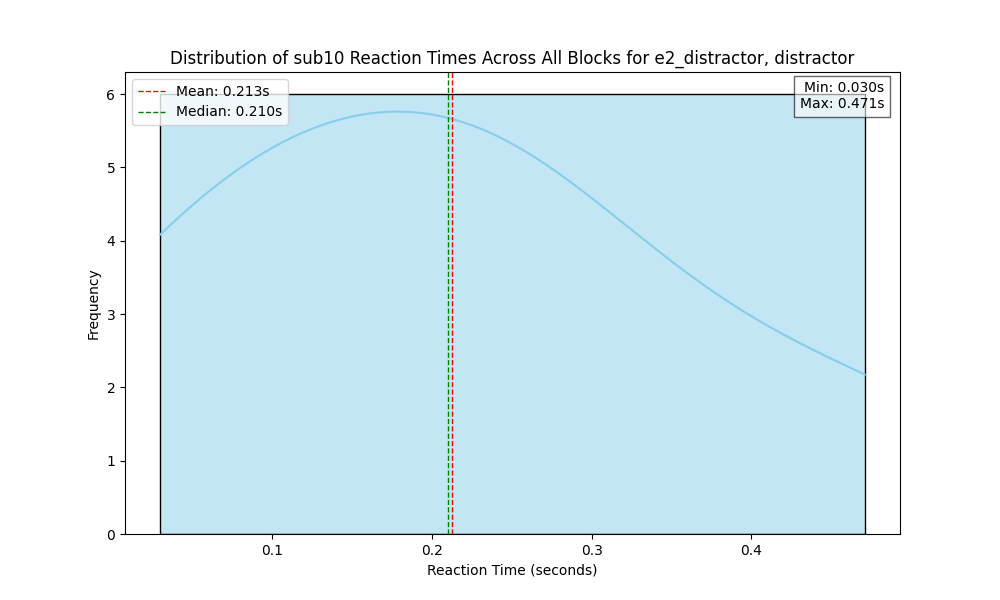 Distribution of sub10 Reaction Times Across All Blocks for e2_distractor, distractor
Mean: 0.213s
Median: 0.210s
Min: 0.030s
Max: 0.471s
6
5
4
3
2
1
0
Frequency
0.1 0.2 0.3 0.4
Reaction Time (seconds)